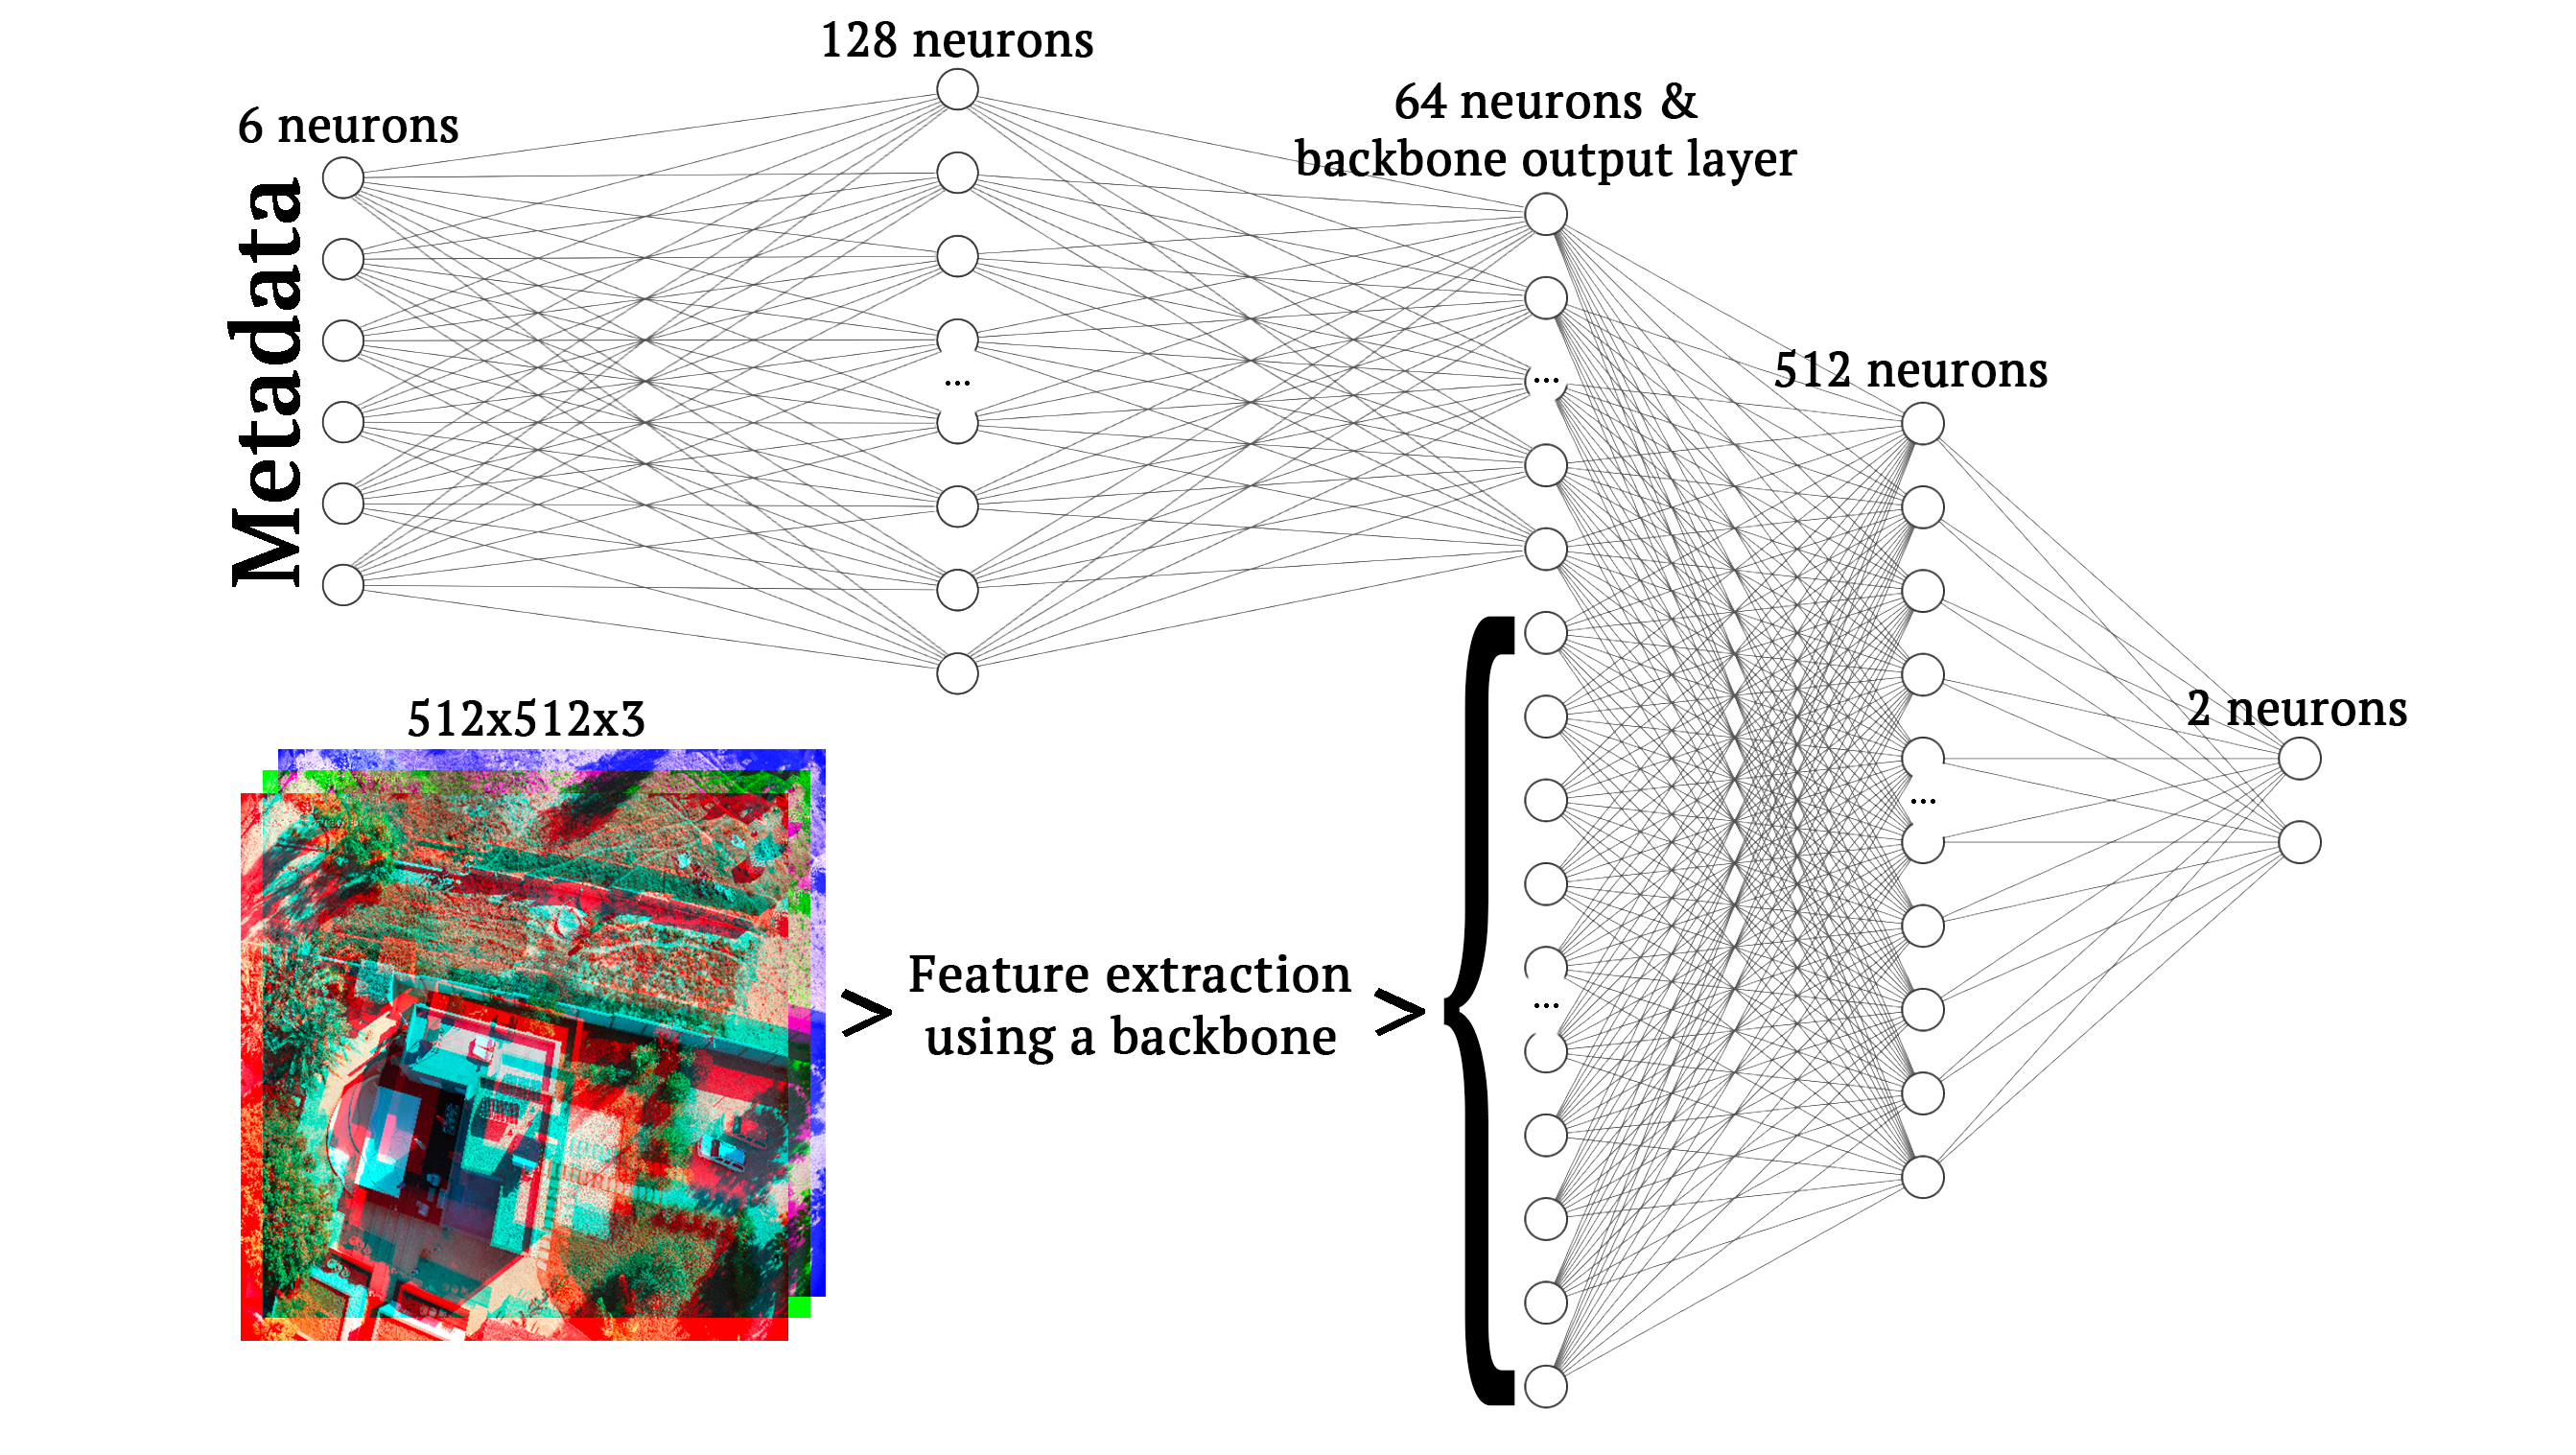 128 neurons
6 neurons
64 neurons &
backbone output layer
Metadata
...
...
512 neurons
512x512x3
2 neurons
...
> Feature extraction >
using a backbone
{
...